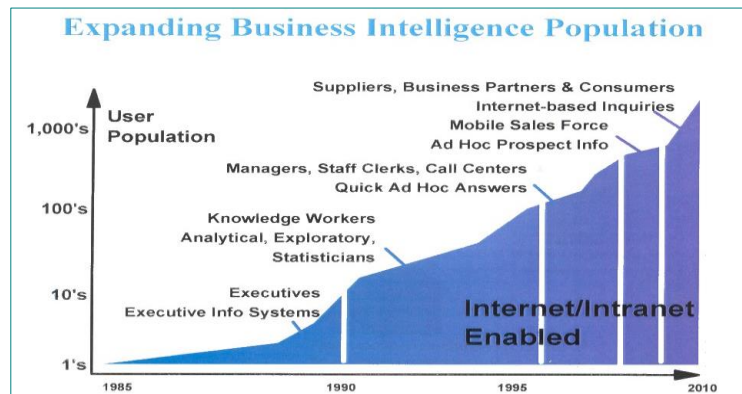 Expanding Business Intelligence Population
Suppliers, Business Partners & Consumers
Internet-based Inquiries
User
Population
Mobile Sales Force
Ad Hoc Prospect Info
1,000's
Managers, Staff Clerks, Call Centers
Quick Ad Hoc Answers
100's
Knowledge Workers
Analytical, Exploratory,
Statisticians
10's
Executives
Executive Info Systems
Internet/Intranet
Enabled
1's
1985
1990
1995
2010